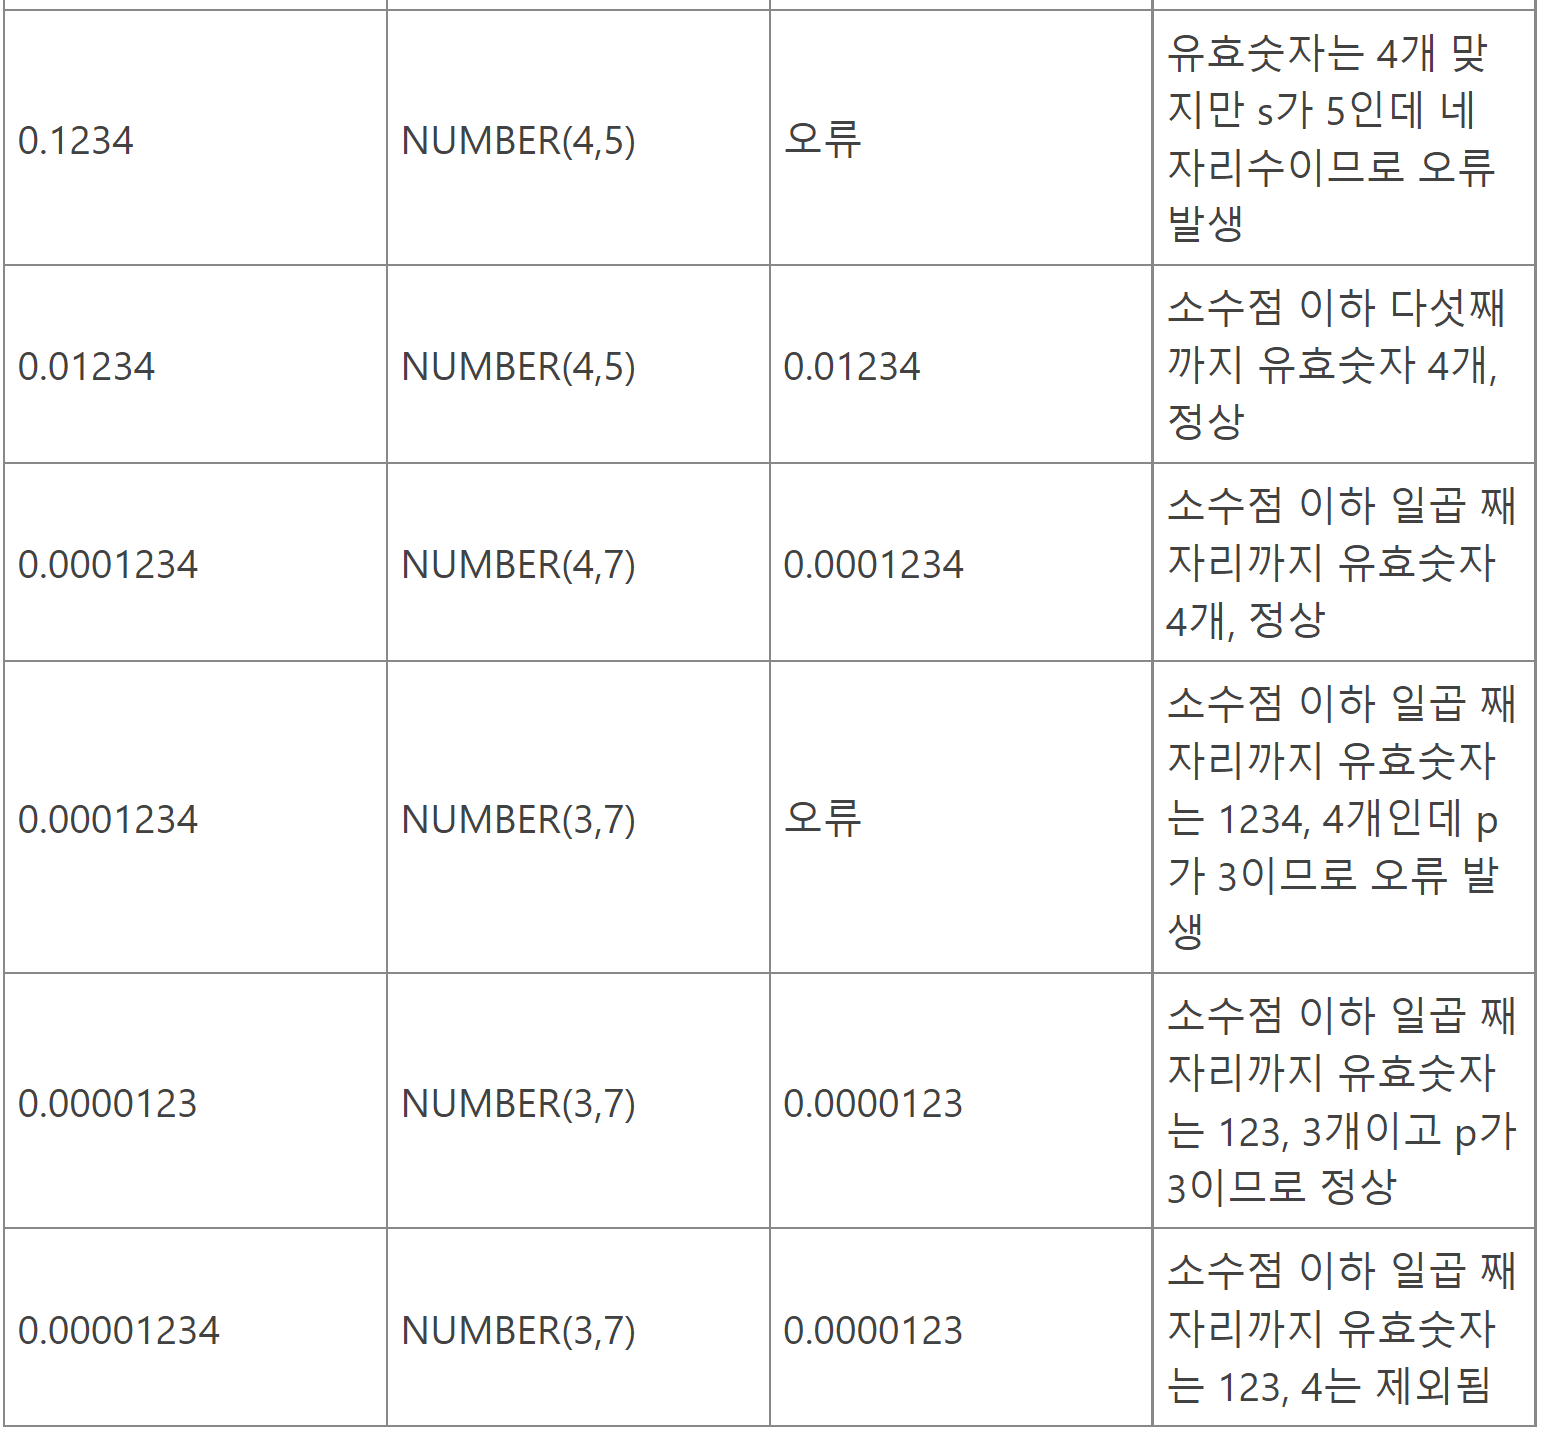 0.1234
NUMBER(4,5)
오류
유효숫자는 4개 맞
지만 s가 5인데 네
자리수이므로 오류
발생
0.01234
NUMBER(4,5)
0.01234
소수점 이하 다섯째
까지 유효숫자 4개,
정상
0.0001234
NUMBER(4,7)
0.0001234
소수점 이하 일곱 째
자리까지 유효숫자
4개, 정상
0.0001234
NUMBER(3,7)
오류
소수점 이하 일곱 째
자리까지 유효숫자
는 1234, 4개인데 p
가 3이므로 오류 발
생
0.0000123
NUMBER(3,7)
0.0000123
소수점 이하 일곱 째
자리까지 유효숫자
는 123, 3개이고 p가
3이므로 정상
0.00001234
NUMBER(3,7)
0.0000123
소수점 이하 일곱 째
자리까지 유효숫자
는 123, 4는 제외됨